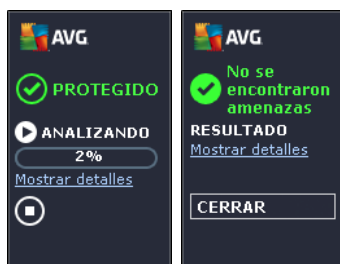 AVG
PROTEGIDO
ANALIZANDO
2%
Mostrar detalles
AVG
No se
encontraron
amenazas
RESULTADO
Mostrar detalles
CERRAR